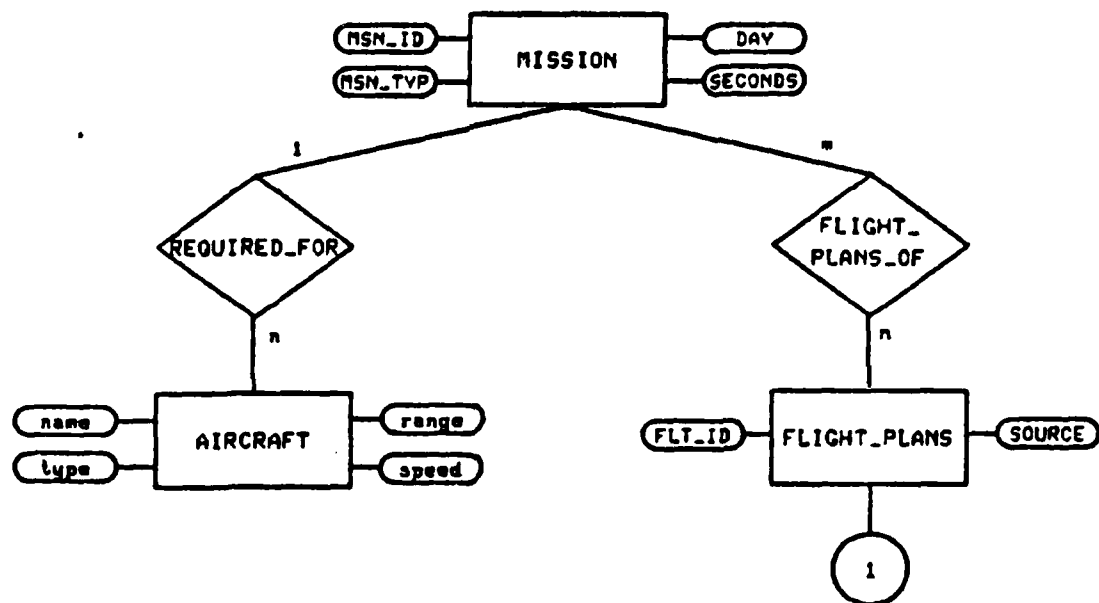 MSN_ID
MISSION
DAY
MSN_TYP
SECONDS
1
m
REQUIRED_FOR
FLIGHT_
PLANS_OF
n
n
name
range
AIRCRAFT
type
speed
FLT_ID
FLIGHT_PLANS
SOURCE
1